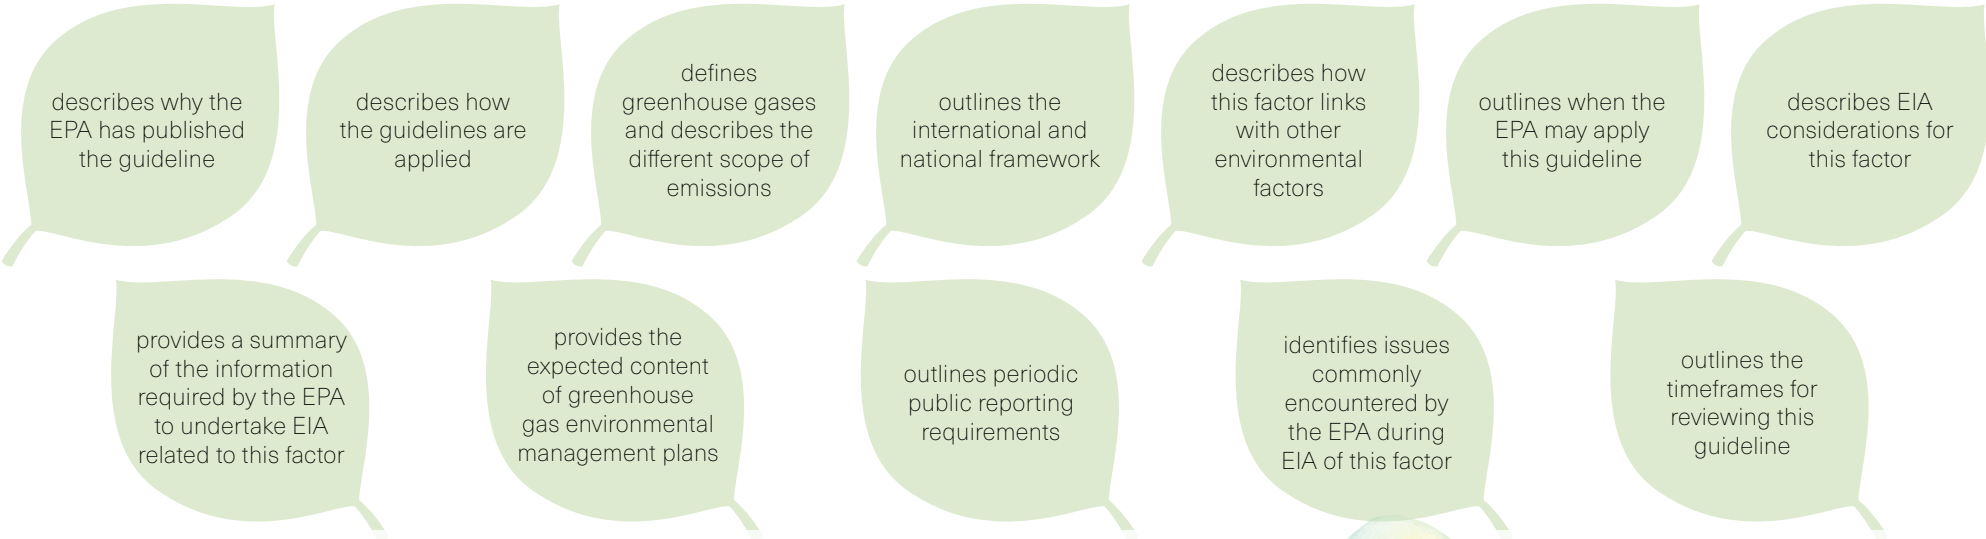 describes why the
EPA has published
the guideline
describes how
the guidelines are
applied
defines
greenhouse gases
and describes the
different scope of
emissions
outlines the
international and
national framework
describes how
this factor links
with other
environmental
factors
outlines when the
EPA may apply
this guideline
describes EIA
considerations for
this factor
provides a summary
of the information
required by the EPA
to undertake EIA
related to this factor
provides the
expected content
of greenhouse
gas environmental
management plans
outlines periodic
public reporting
requirements
identifies issues
commonly
encountered by
the EPA during
EIA of this factor
outlines the
timeframes for
reviewing this
guideline